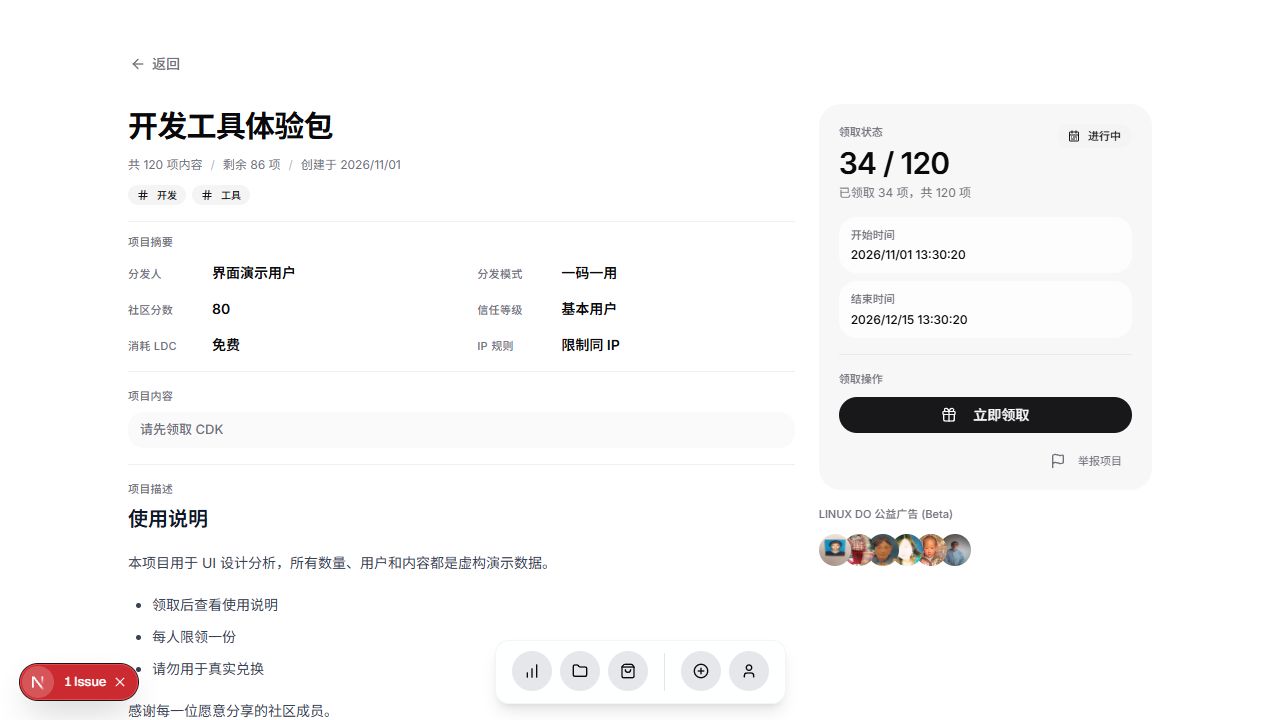 返回
开发工具体验包
共 120 项内容 / 剩余 86 项 / 创建于 2026/11/01
# 开发 # 工具
项目摘要
分发人 界面演示用户 分发模式 一码一用
社区分数 80 信任等级 基本用户
消耗 LDC 免费 IP 规则 限制同 IP
项目内容
请先领取 CDK
项目描述
使用说明
本项目用于 UI 设计分析，所有数量、用户和内容都是虚构演示数据。
领取后查看使用说明
每人限领一份
请勿用于真实兑换
感谢每一位愿意分享的社区成员。
领取状态
进行中
34 / 120
已领取 34 项，共 120 项
开始时间
2026/11/01 13:30:20
结束时间
2026/12/15 13:30:20
领取操作
立即领取
举报项目
LINUX DO 公益广告 (Beta)
N 1 Issue